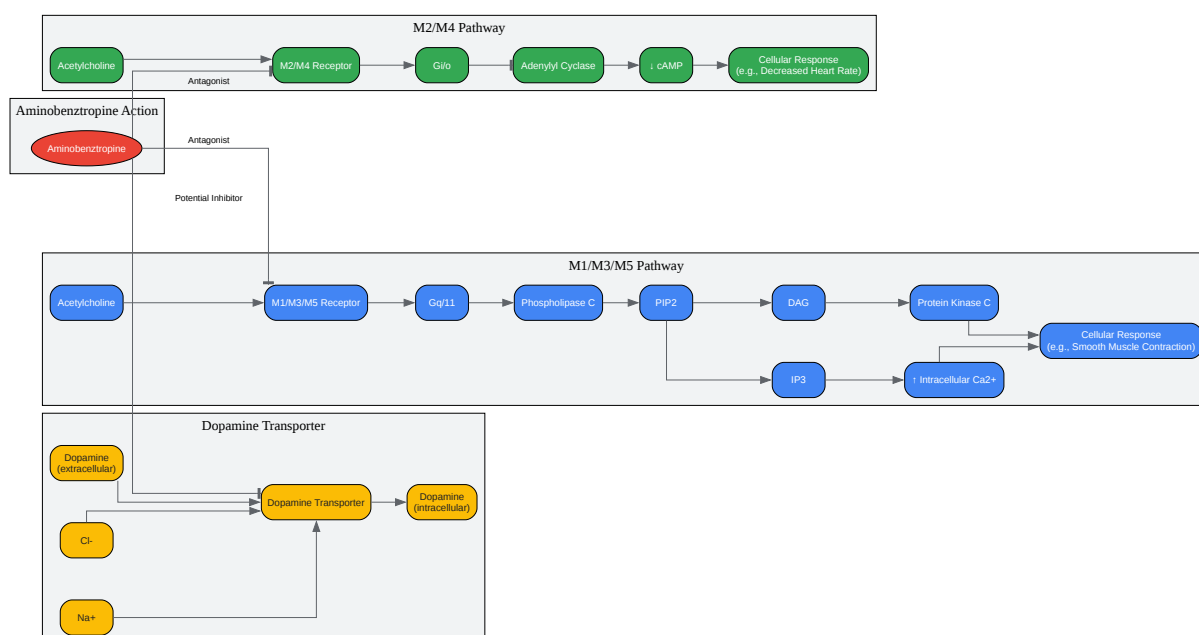 M2/M4 Pathway
Acetylcholine
M2/M4 Receptor
Gi/o
Adenylyl Cyclase
↓ cAMP
Cellular Response
(e.g., Decreased Heart Rate)
Antagonist
Aminobenztropine Action
Aminobenztropine
Antagonist
Potential Inhibitor
M1/M3/M5 Pathway
Acetylcholine
M1/M3/M5 Receptor
Gq/11
Phospholipase C
PIP2
DAG
Protein Kinase C
Cellular Response
(e.g., Smooth Muscle Contraction)
IP3
↑ Intracellular Ca2+
Dopamine Transporter
Dopamine
(extracellular)
Dopamine Transporter
Dopamine
(intracellular)
Cl-
Na+